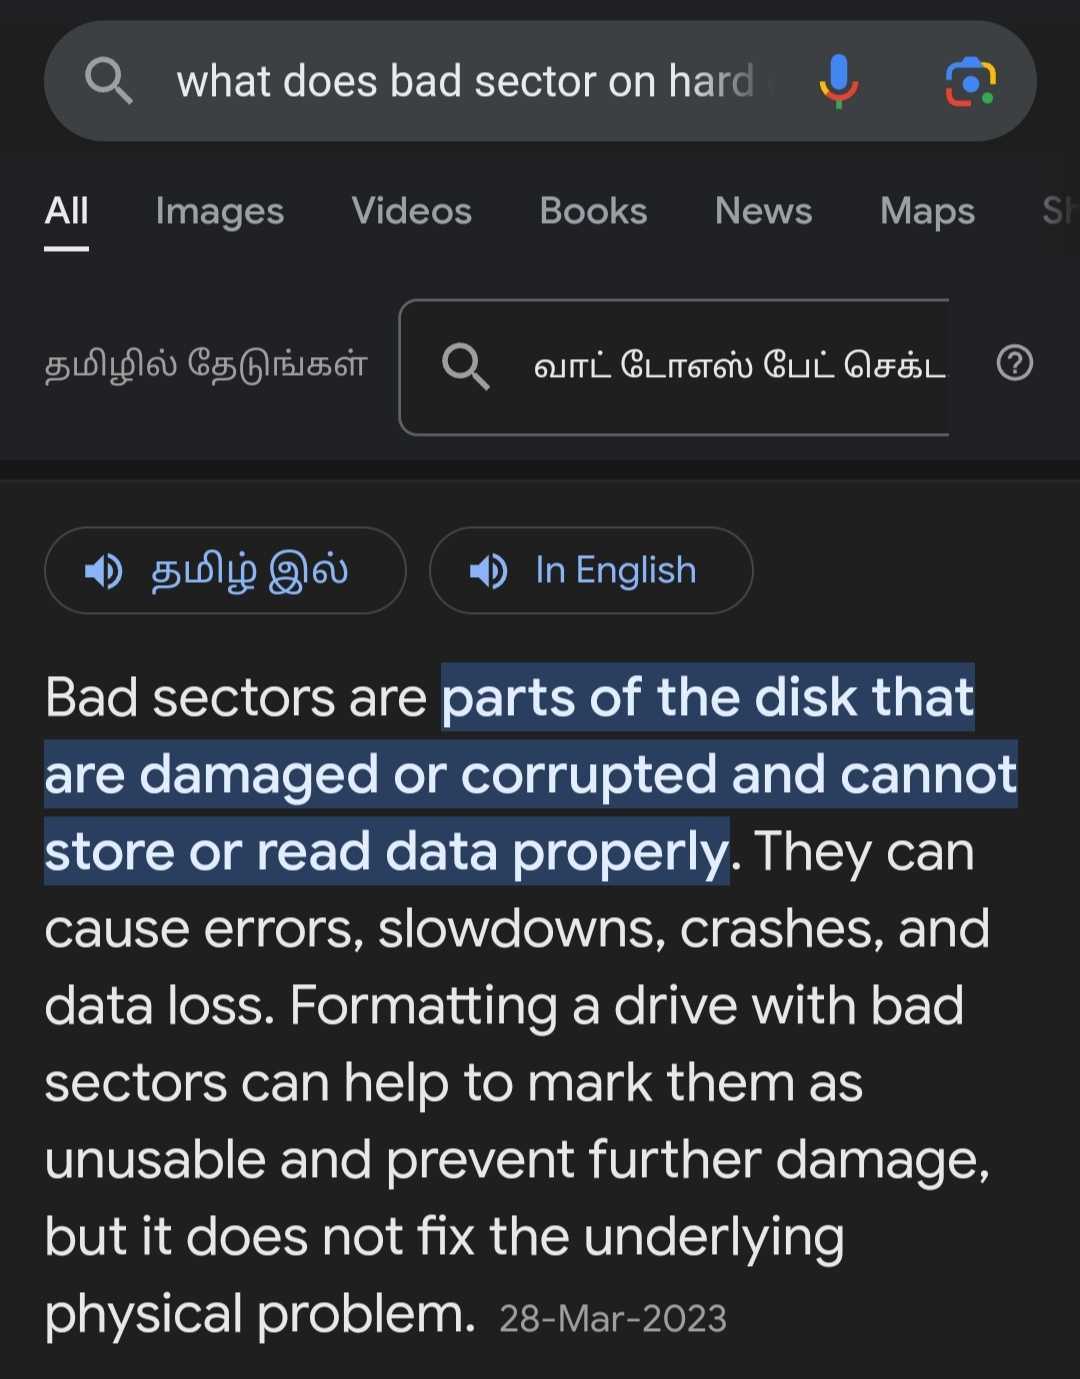 what does bad sector on hard
All Images Videos Books News Maps Sh
தமிழில் தேடுங்கள்
வாட் டோஎஸ் பேட் செக்ட
தமிழ் இல் In English
Bad sectors are parts of the disk that
are damaged or corrupted and cannot
store or read data properly. They can
cause errors, slowdowns, crashes, and
data loss. Formatting a drive with bad
sectors can help to mark them as
unusable and prevent further damage,
but it does not fix the underlying
physical problem. 28-Mar-2023